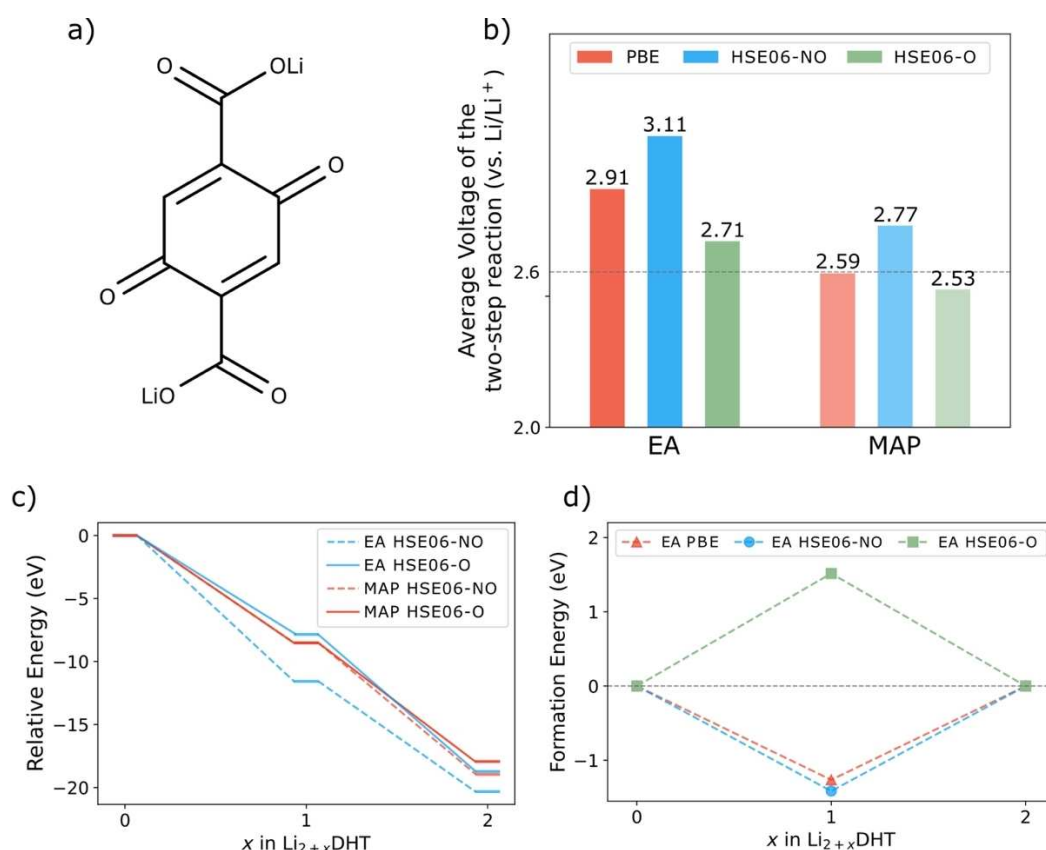 a)
O
OLi
O
O
LiO
O
b)
PBE
HSE06-NO
HSE06-O
Average Voltage of the
two-step reaction (vs. Li/Li⁺)
2.6
2.0
2.91
3.11
2.71
2.59
2.77
2.53
EA
MAP
c)
Relative Energy (eV)
0
−5
−10
−15
−20
EA HSE06-NO
EA HSE06-O
MAP HSE06-NO
MAP HSE06-O
0
1
2
x in Li₂₊ₓDHT
d)
Formation Energy (eV)
2
1
0
−1
EA PBE
EA HSE06-NO
EA HSE06-O
0
1
2
x in Li₂₊ₓDHT